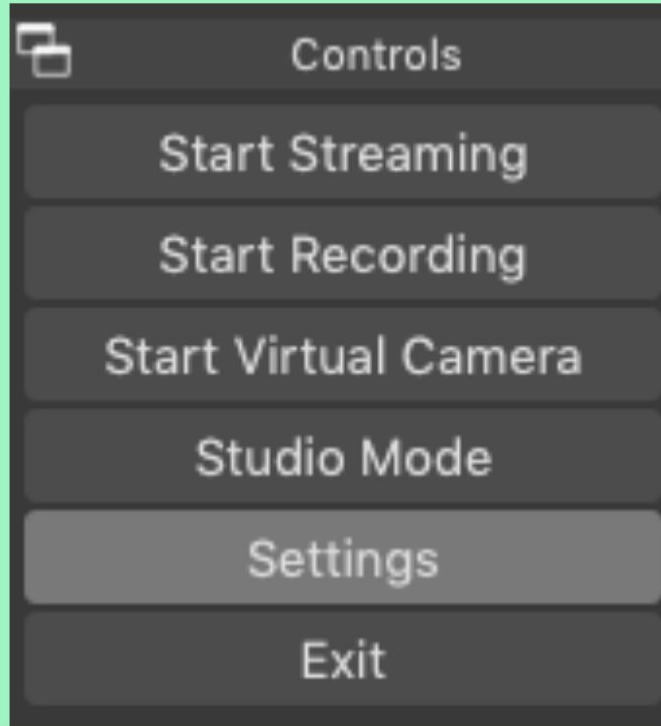 Controls
Start Streaming
Start Recording
Start Virtual Camera
Studio Mode
Settings
Exit